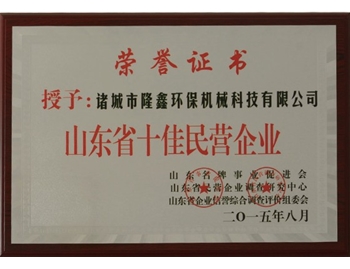 荣誉证书
授予：诸城市隆鑫环保机械科技有限公司
山东省十佳民营企业
山东名牌事业促进会
山东省民营企业调查研究中心
山东省企业信誉综合调查评价组委会
二〇一五年八月